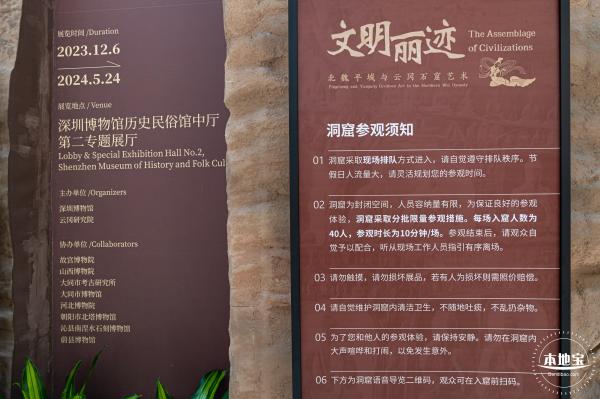 展览时间 /Duration
2023.12.6
2024.5.24
展览地点 / Venue
深圳博物馆历史民俗馆中厅
第二专题展厅
Lobby & Special Exhibition Hall No.2,
Shenzhen Museum of History and Folk Cul
主办单位 /Organizers
深圳博物馆
云冈研究院
协办单位 /Collaborators
故宫博物院
山西博物院
大同市考古研究所
大同市博物馆
河北博物院
朝阳市北塔博物馆
沁县南涅水石刻博物馆
蔚县博物馆
文明丽迹
The Assemblage
of Civilizations
北魏平城与云冈石窟艺术
Pingcheng and Yungang Grottoes Art in the Northern Wei Dynasty
洞窟参观须知
01 洞窟采取现场排队方式进入，请自觉遵守排队秩序。节
假日人流量大，请灵活规划您的参观时间。
02 洞窟为封闭空间，人员容纳量有限，为保证良好的参观
体验，洞窟采取分批限量参观措施。每场入窟人数为
40人，参观时长为10分钟/场。参观结束后，请观众自
觉予以配合，听从现场工作人员指引有序离场。
03 请勿触摸，请勿损坏展品，若有人为损坏则需照价赔偿。
04 请自觉维护洞窟内清洁卫生，不随地吐痰，不乱扔杂物。
05 为了您和他人的参观体验，请保持安静。请勿在洞窟内
大声喧哗和打闹，以免发生意外。
06 下方为洞窟语音导览二维码，观众可在入窟前扫码。
本地宝
Bendibao.com